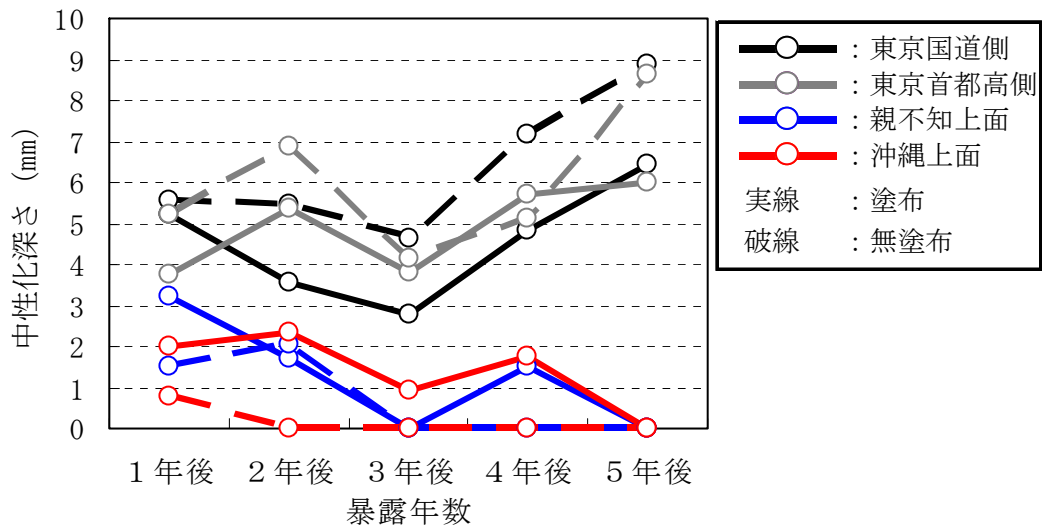 10
9
8
7
6
5
4
3
2
1
0
中性化深さ (㎜)
1年後 2年後 3年後 4年後 5年後
暴露年数
：東京国道側
：東京首都高側
：親不知上面
：沖縄上面
実線 ：塗布
破線 ：無塗布